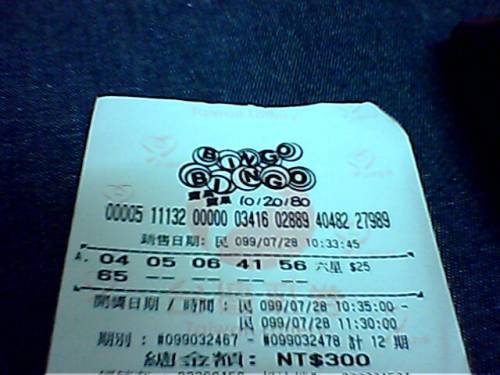 BINGO
BINGO
賓果 賓果 10/20/80
00005 11132 00000 03416 02889 40482 27989
銷售日期: 民 099/07/28 10:33:45
A. 04 05 06 41 56 六星 $25
65 -- -- -- --
開獎日期 / 時間 : 民 099/07/28 10:35:00 -
民 099/07/28 11:30:00
期別 : #099032467 - #099032478 計 12 期
總金額: NT$300